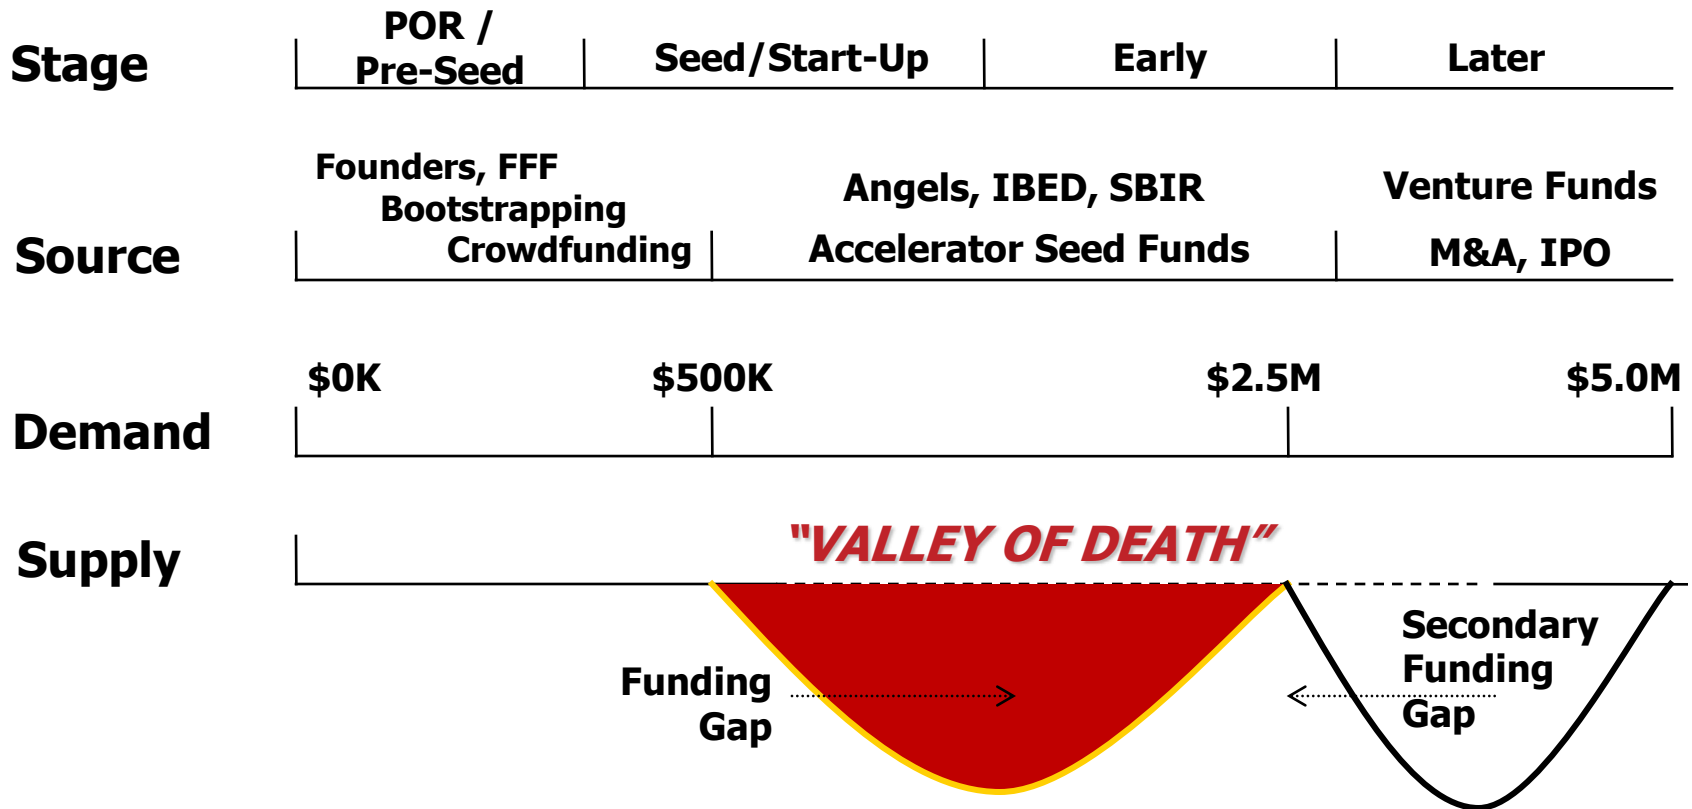 Stage
POR /
Pre-Seed
Seed/Start-Up
Early
Later
Source
Founders, FFF
Bootstrapping
Crowdfunding
Angels, IBED, SBIR
Accelerator Seed Funds
Venture Funds
M&A, IPO
Demand
$0K
$500K
$2.5M
$5.0M
Supply
“VALLEY OF DEATH”
Funding
Gap
Secondary
Funding
Gap